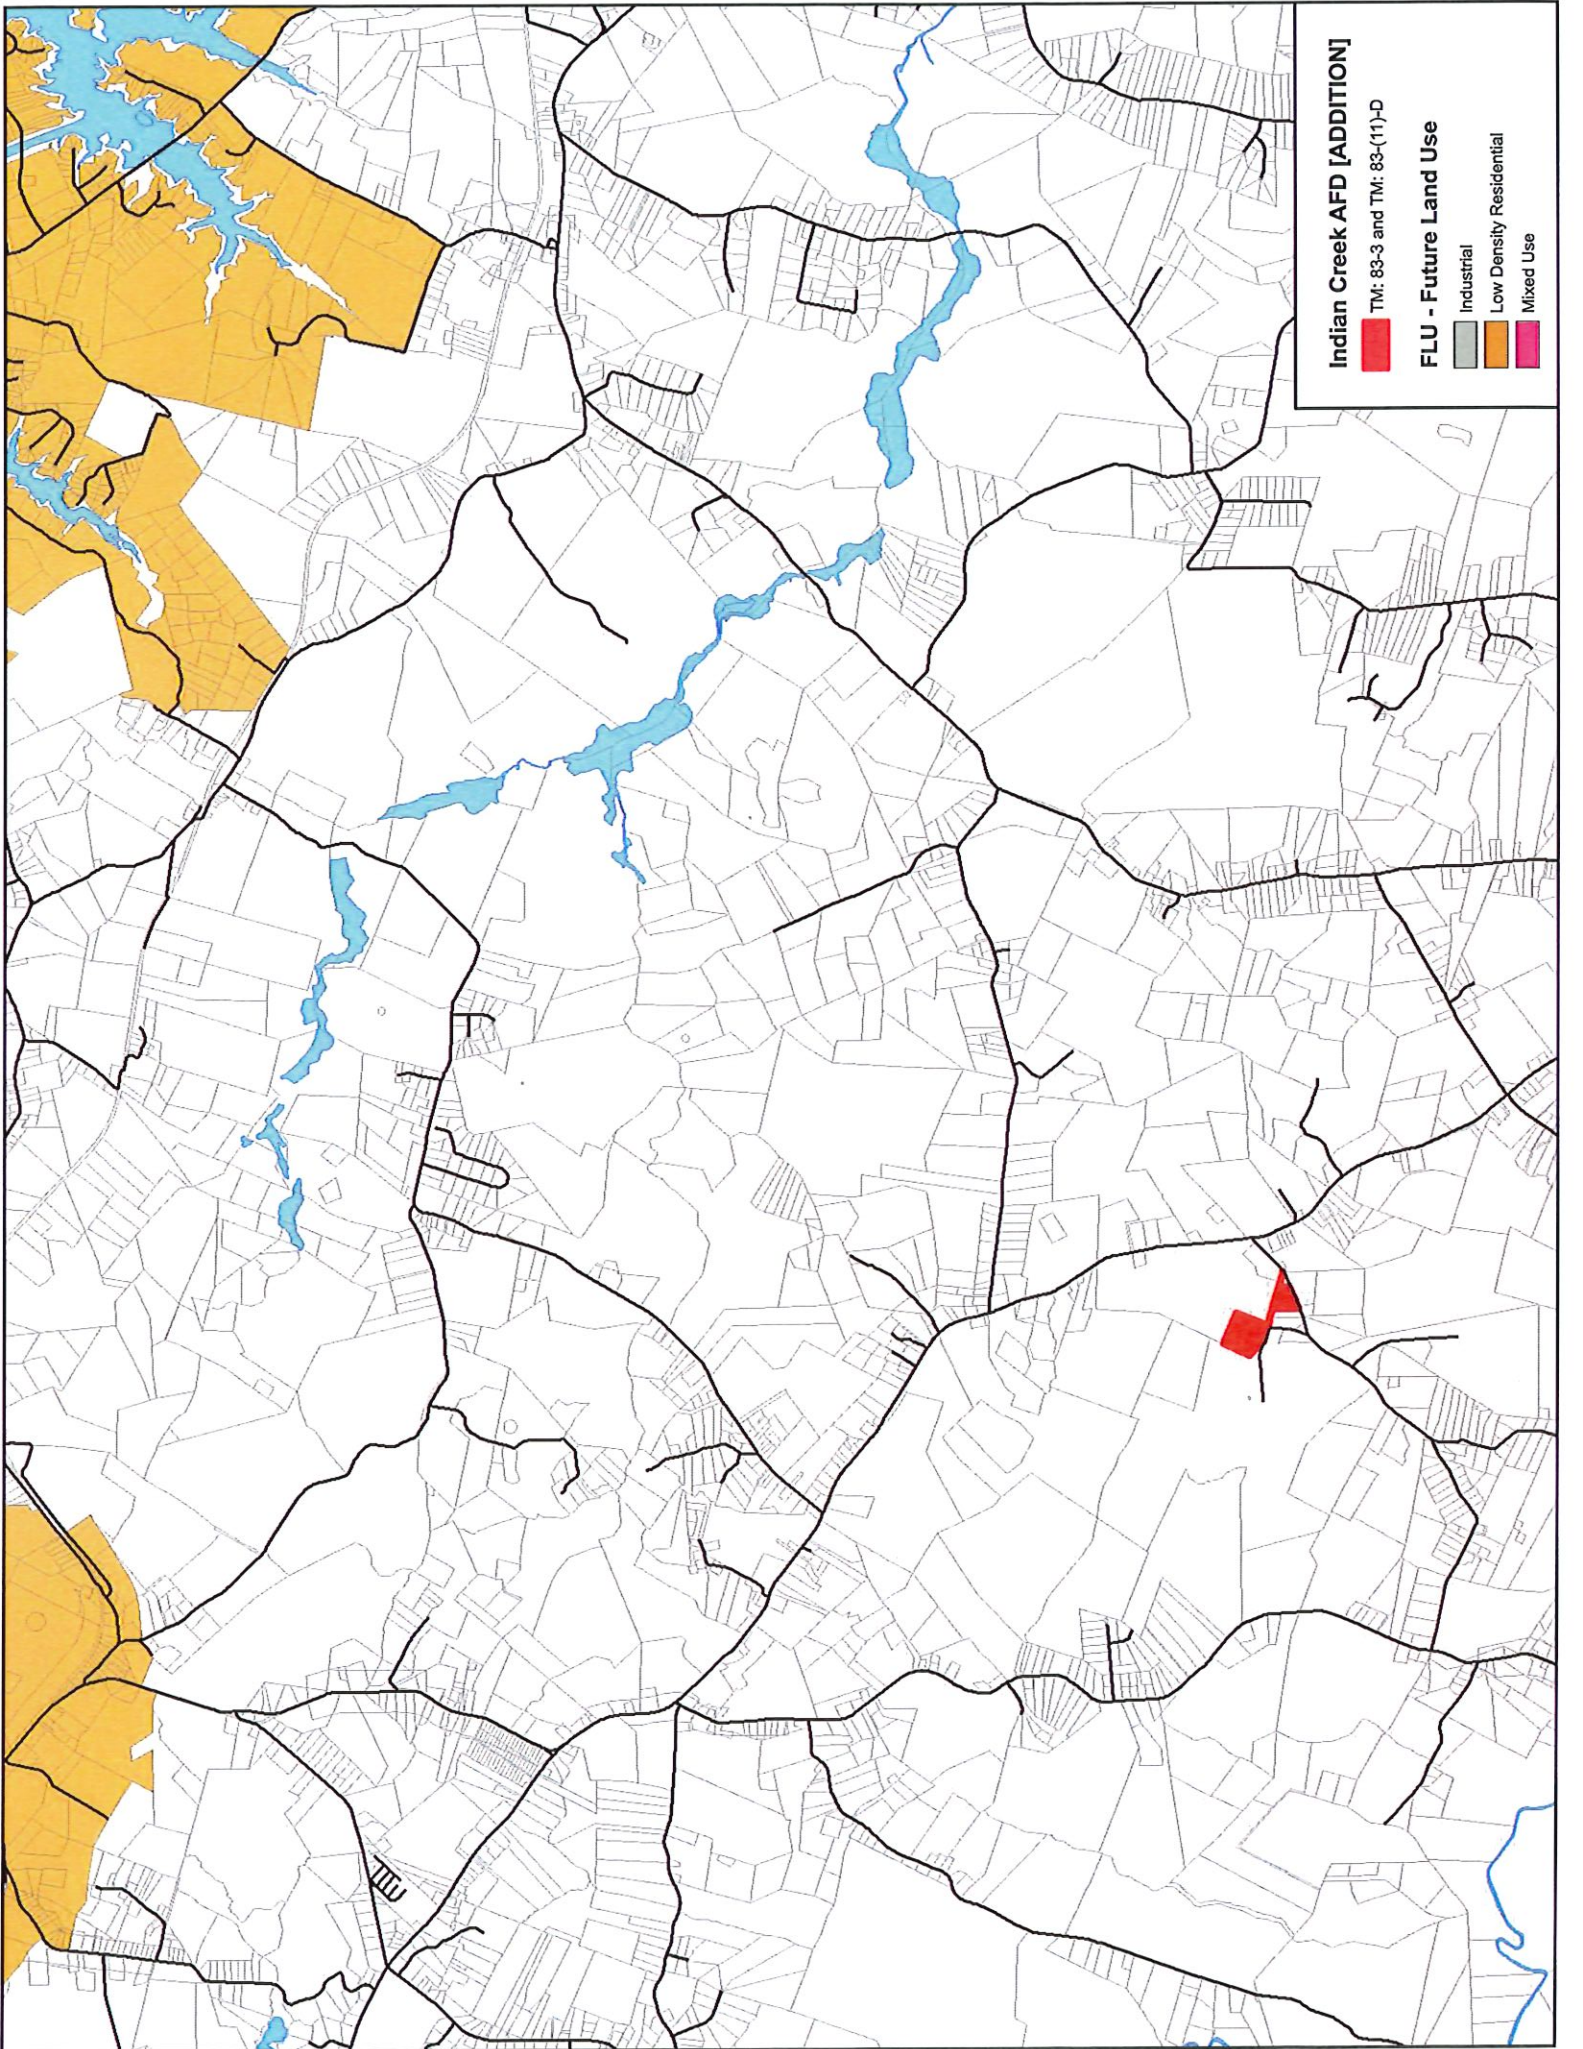 Indian Creek AFD [ADDITION]
TM: 83-3 and TM: 83-(11)-D
FLU - Future Land Use
Industrial
Low Density Residential
Mixed Use